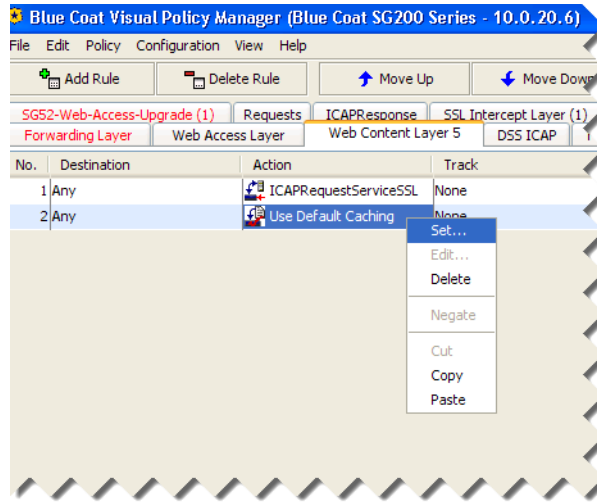 Blue Coat Visual Policy Manager (Blue Coat SG200 Series - 10.0.20.6)
File Edit Policy Configuration View Help
Add Rule Delete Rule Move Up Move Down
SG52-Web-Access-Upgrade (1) Requests ICAPResponse SSL Intercept Layer (1)
Forwarding Layer Web Access Layer Web Content Layer 5 DSS ICAP
No. Destination Action Track
1 Any ICAPRequestServiceSSL None
2 Any Use Default Caching None
Set...
Edit...
Delete
Negate
Cut
Copy
Paste